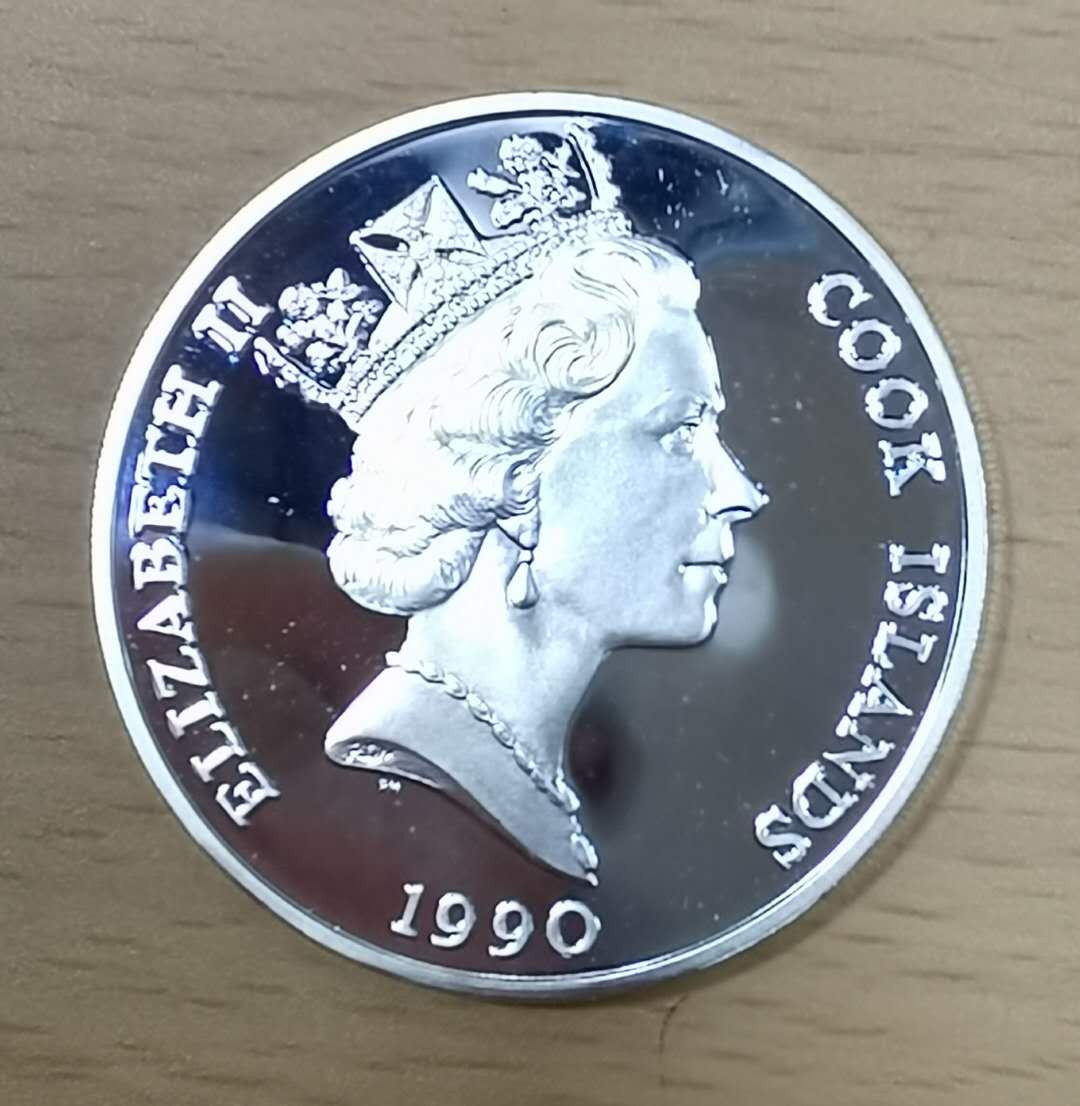 ELIZABETH II
COOK ISLANDS
1990